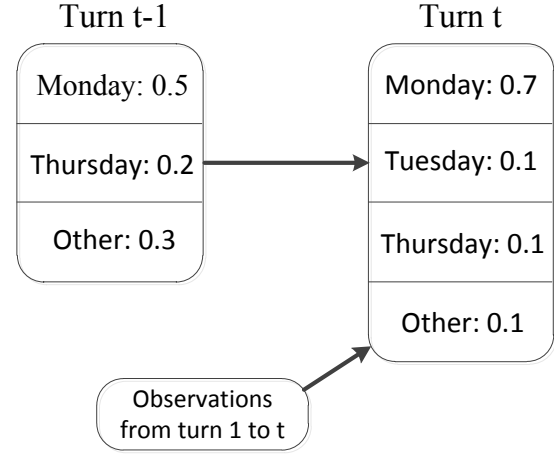 Turn t-1
Monday: 0.5
Thursday: 0.2
Other: 0.3
Turn t
Monday: 0.7
Tuesday: 0.1
Thursday: 0.1
Other: 0.1
Observations
from turn 1 to t